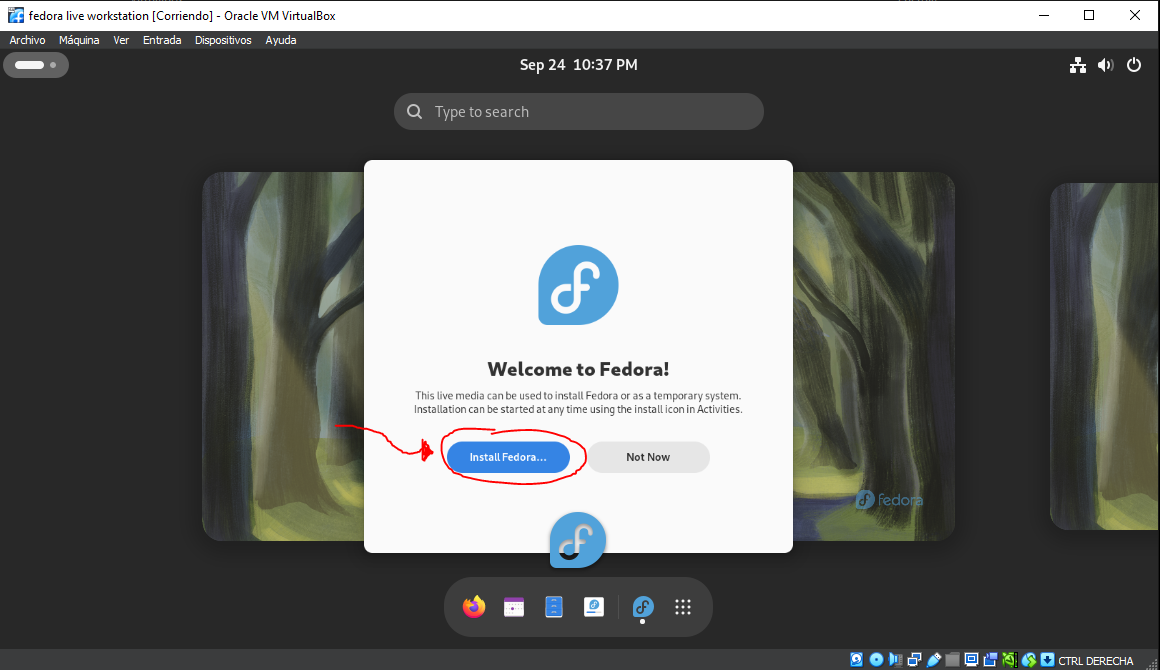 fedora live workstation [Corriendo] - Oracle VM VirtualBox
Archivo Máquina Ver Entrada Dispositivos Ayuda
Sep 24 10:37 PM
Type to search
Welcome to Fedora!
This live media can be used to install Fedora or as a temporary system.
Installation can be started at any time using the install icon in Activities.
Install Fedora...
Not Now
fedora
CTRL DERECHA